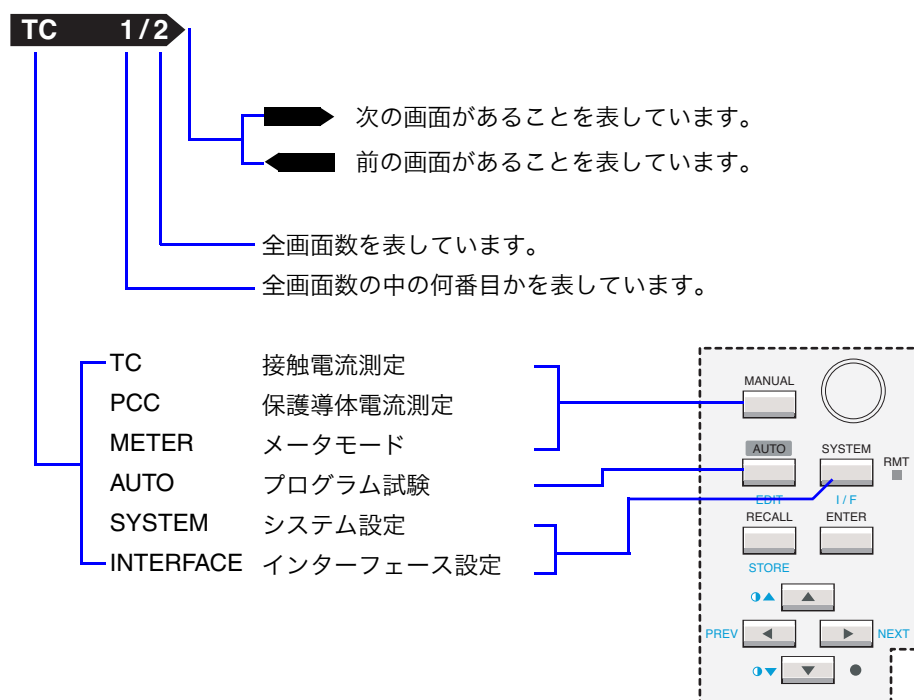 TC 1/2
次の画面があることを表しています。
前の画面があることを表しています。
全画面数を表しています。
全画面数の中の何番目かを表しています。
TC 接触電流測定
PCC 保護導体電流測定
METER メータモード
AUTO プログラム試験
SYSTEM システム設定
INTERFACE インターフェース設定
MANUAL
AUTO SYSTEM RMT
EDIT I / F
RECALL ENTER
STORE
PREV NEXT